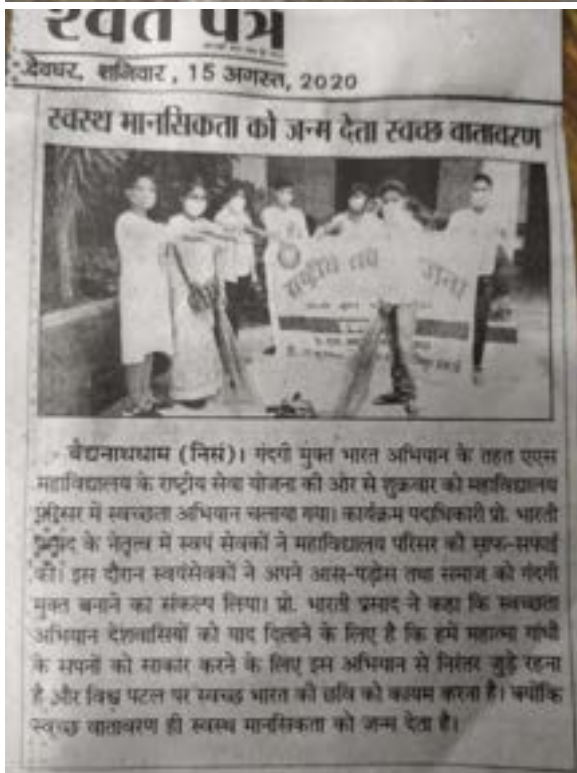 श्वेत पत्र
देवघर, शनिवार, 15 अगस्त, 2020
स्वस्थ मानसिकता को जन्म देता स्वच्छ वातावरण
राष्ट्रीय
बैद्यनाथधाम (निसं)। गंदगी मुक्त भारत अभियान के तहत एएस
महाविद्यालय के राष्ट्रीय सेवा योजना की ओर से शुक्रवार को महाविद्यालय
परिसर में स्वच्छता अभियान चलाया गया। कार्यक्रम पदाधिकारी प्रो. भारती
प्रसाद के नेतृत्व में स्वयं सेवकों ने महाविद्यालय परिसर की साफ-सफाई
की। इस दौरान स्वयंसेवकों ने अपने आस-पड़ोस तथा समाज को गंदगी
मुक्त बनाने का संकल्प लिया। प्रो. भारती प्रसाद ने कहा कि स्वच्छता
अभियान देशवासियों को याद दिलाने के लिए है कि हमें महात्मा गांधी
के सपनों को साकार करने के लिए इस अभियान से निरंतर जुड़े रहना
है और विश्व पटल पर स्वच्छ भारत की छवि को कायम करना है। क्योंकि
स्वच्छ वातावरण ही स्वस्थ मानसिकता को जन्म देता है।